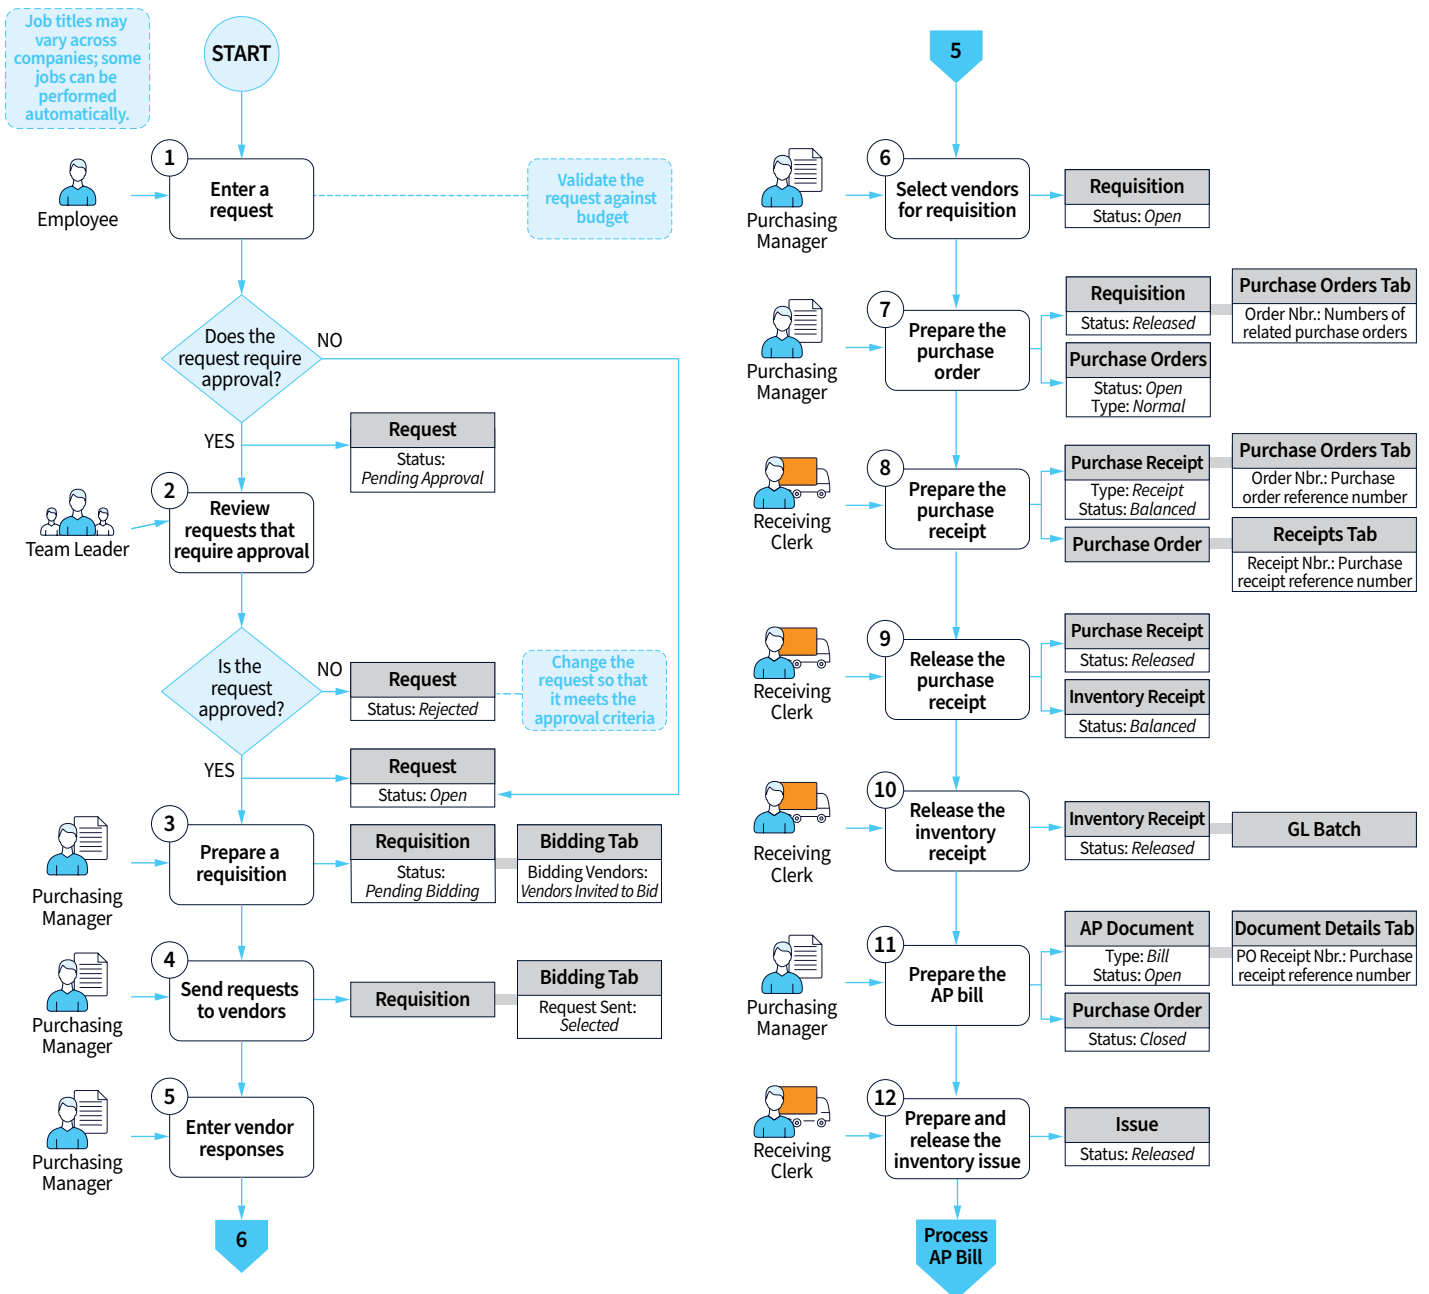 Job titles may
vary across
companies; some
jobs can be
performed
automatically.
START
1
Enter a
request
Employee
Validate the
request against
budget
Does the
request require
approval?
NO
YES
Request
Status:
Pending Approval
2
Review
requests that
require approval
Team Leader
Is the
request
approved?
NO
Request
Status: Rejected
Change the
request so that
it meets the
approval criteria
YES
Request
Status: Open
3
Prepare a
requisition
Purchasing
Manager
Requisition
Status:
Pending Bidding
Bidding Tab
Bidding Vendors:
Vendors Invited to Bid
4
Send requests
to vendors
Purchasing
Manager
Requisition
Bidding Tab
Request Sent:
Selected
5
Enter vendor
responses
Purchasing
Manager
6
5
6
Select vendors
for requisition
Purchasing
Manager
Requisition
Status: Open
7
Prepare the
purchase
order
Purchasing
Manager
Requisition
Status: Released
Purchase Orders Tab
Order Nbr.: Numbers of
related purchase orders
Purchase Orders
Status: Open
Type: Normal
8
Prepare the
purchase
receipt
Receiving
Clerk
Purchase Receipt
Type: Receipt
Status: Balanced
Purchase Orders Tab
Order Nbr.: Purchase
order reference number
Purchase Order
Receipts Tab
Receipt Nbr.: Purchase
receipt reference number
9
Release the
purchase
receipt
Receiving
Clerk
Purchase Receipt
Status: Released
Inventory Receipt
Status: Balanced
10
Release the
inventory
receipt
Receiving
Clerk
Inventory Receipt
Status: Released
GL Batch
11
Prepare the
AP bill
Purchasing
Manager
AP Document
Type: Bill
Status: Open
Document Details Tab
PO Receipt Nbr.: Purchase
receipt reference number
Purchase Order
Status: Closed
12
Prepare and
release the
inventory issue
Receiving
Clerk
Issue
Status: Released
Process
AP Bill